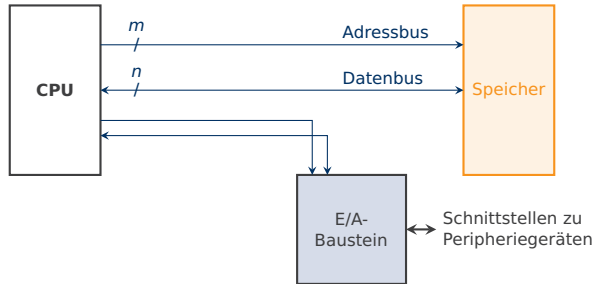 m
Adressbus
CPU
n
Datenbus
Speicher
E/A-
Baustein
Schnittstellen zu
Peripheriegeräten